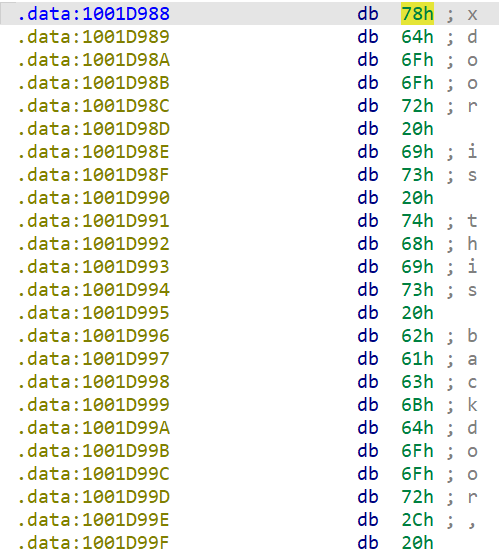 .data:1001D988 db 78h ; x
.data:1001D989 db 64h ; d
.data:1001D98A db 6Fh ; o
.data:1001D98B db 6Fh ; o
.data:1001D98C db 72h ; r
.data:1001D98D db 20h
.data:1001D98E db 69h ; i
.data:1001D98F db 73h ; s
.data:1001D990 db 20h
.data:1001D991 db 74h ; t
.data:1001D992 db 68h ; h
.data:1001D993 db 69h ; i
.data:1001D994 db 73h ; s
.data:1001D995 db 20h
.data:1001D996 db 62h ; b
.data:1001D997 db 61h ; a
.data:1001D998 db 63h ; c
.data:1001D999 db 6Bh ; k
.data:1001D99A db 64h ; d
.data:1001D99B db 6Fh ; o
.data:1001D99C db 6Fh ; o
.data:1001D99D db 72h ; r
.data:1001D99E db 2Ch ; ,
.data:1001D99F db 20h